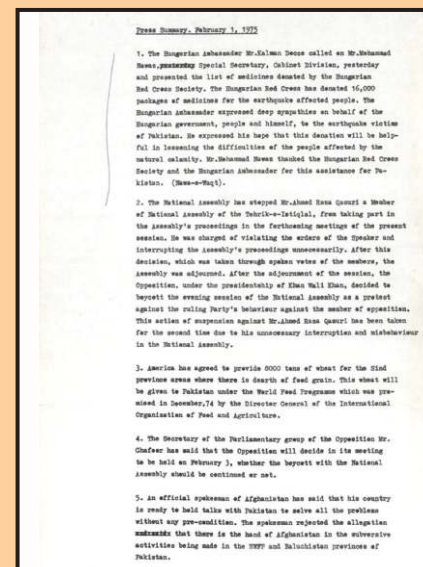 Press Summary. February 1, 1975
1. The Hungarian Ambassador Mr.Kalman Decse called on Mr.Mohammad
Nawas, Special Secretary, Cabinet Division, yesterday
and presented the list of medicines donated by the Hungarian
Red Cross Society. The Hungarian Red Cross has donated 16,000
packages of medicines for the earthquake affected people. The
Hungarian Ambassador expressed deep sympathies on behalf of the
Hungarian government, people and himself, to the earthquake victims
of Pakistan. He expressed his hope that this donation will be help-
ful in lessening the difficulties of the people affected by the
natural calamity. Mr.Mohammad Nawas thanked the Hungarian Red Cross
Society and the Hungarian Ambassador for this assistance for Pa-
kistan. (Nawa-e-Waqt).
2. The National Assembly has stopped Mr.Ahmed Raza Qasuri a Member
of National Assembly of the Tehrik-e-Istiqlal, from taking part in
the Assembly's proceedings in the forthcoming meetings of the present
session. He was charged of violating the orders of the Speaker and
interrupting the Assembly's proceedings unnecessarily. After this
decision, which was taken through spoken votes of the members, the
Assembly was adjourned. After the adjournment of the session, the
Opposition, under the presidentship of Khan Wali Khan, decided to
boycott the evening session of the National Assembly as a protest
against the ruling Party's behaviour against the member of opposition.
This action of suspension against Mr.Ahmed Raza Qasuri has been taken
for the second time due to his unnecessary interruption and misbehaviour
in the National Assembly.
3. America has agreed to provide 6000 tons of wheat for the Sind
province areas where there is dearth of food grain. This wheat will
be given to Pakistan under the World Food Programme which was pro-
mised in December,74 by the Director General of the International
Organisation of Food and Agriculture.
4. The Secretary of the Parliamentary group of the Opposition Mr.
Ghafoor has said that the Opposition will decide in its meeting
to be held on February 3, whether the boycott with the National
Assembly should be continued or not.
5. An official spokesman of Afghanistan has said that his country
is ready to hold talks with Pakistan to solve all the problems
without any pre-condition. The spokesman rejected the allegation
that there is the hand of Afghanistan in the subversive
activities being made in the NWFP and Baluchistan provinces of
Pakistan.